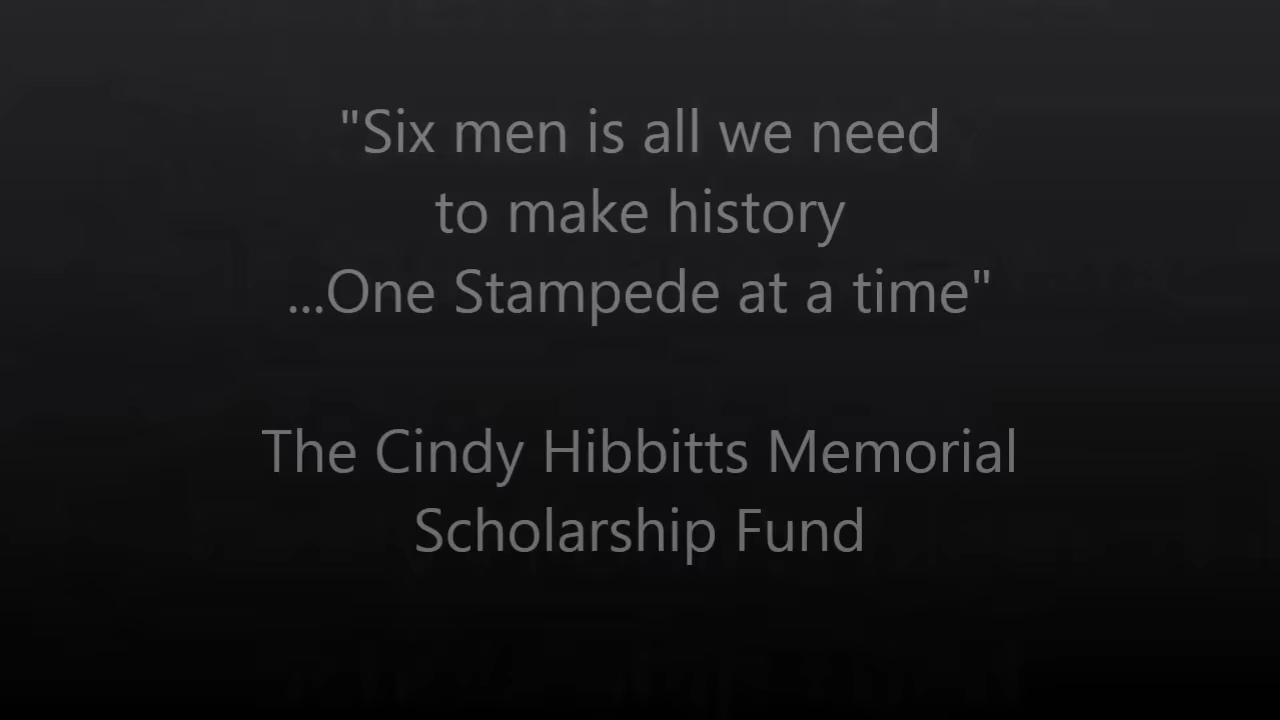 "Six men is all we need
to make history
...One Stampede at a time"
The Cindy Hibbitts Memorial
Scholarship Fund